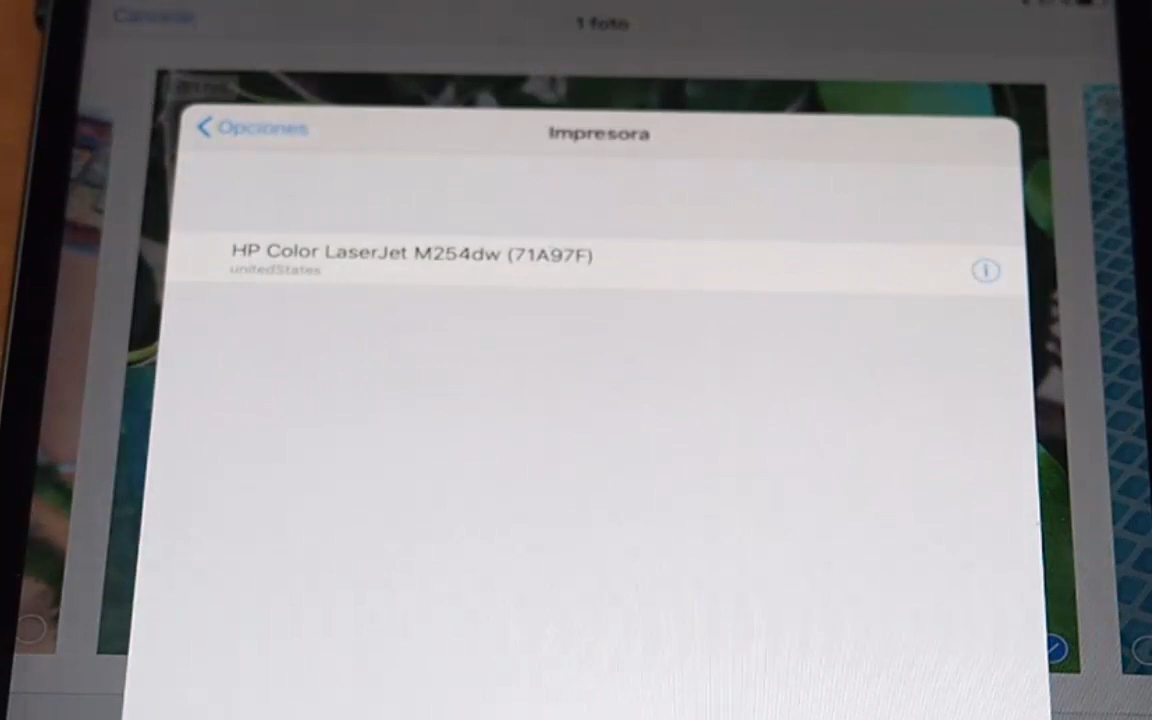 Cancelar
1 foto
Opciones
Impresora
HP Color LaserJet M254dw (71A97F)
unitedStates